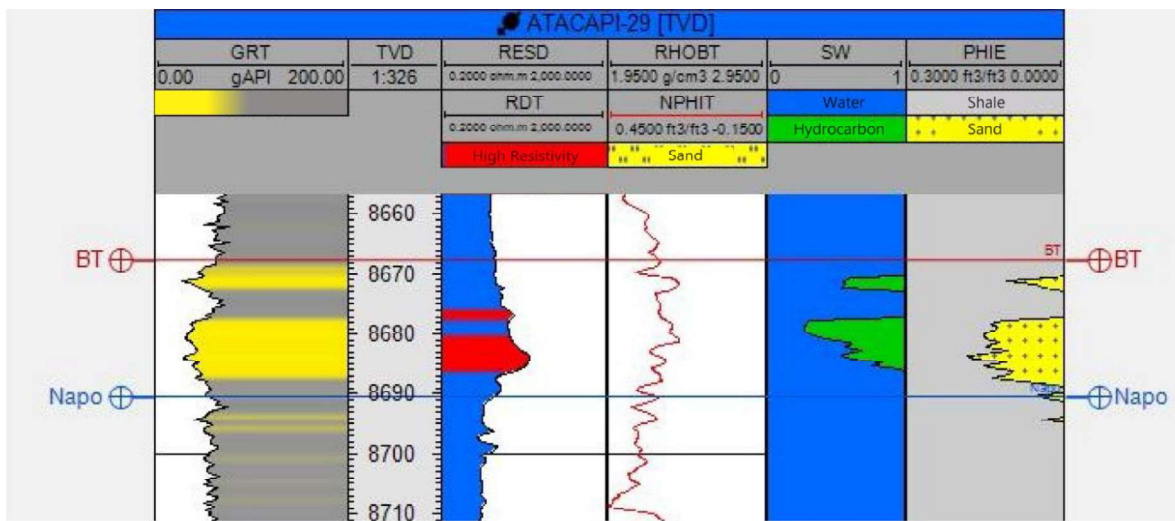 ATACAPI-29 [TVD]
GRT TVD RESD RHOBT SW PHIE
0.00 gAPI 200.00 1:326 0.2000 ohm.m 2,000.0000 1.9500 g/cm3 2.9500 0 1 0.3000 ft3/ft3 0.0000
RDT NPHIT Water Shale
0.2000 ohm.m 2,000.0000 0.4500 ft3/ft3 -0.1500 Hydrocarbon Sand
High Resistivity Sand
8660
BT BT BT
8670
8680
8690
Napo Napo Napo
8700
8710